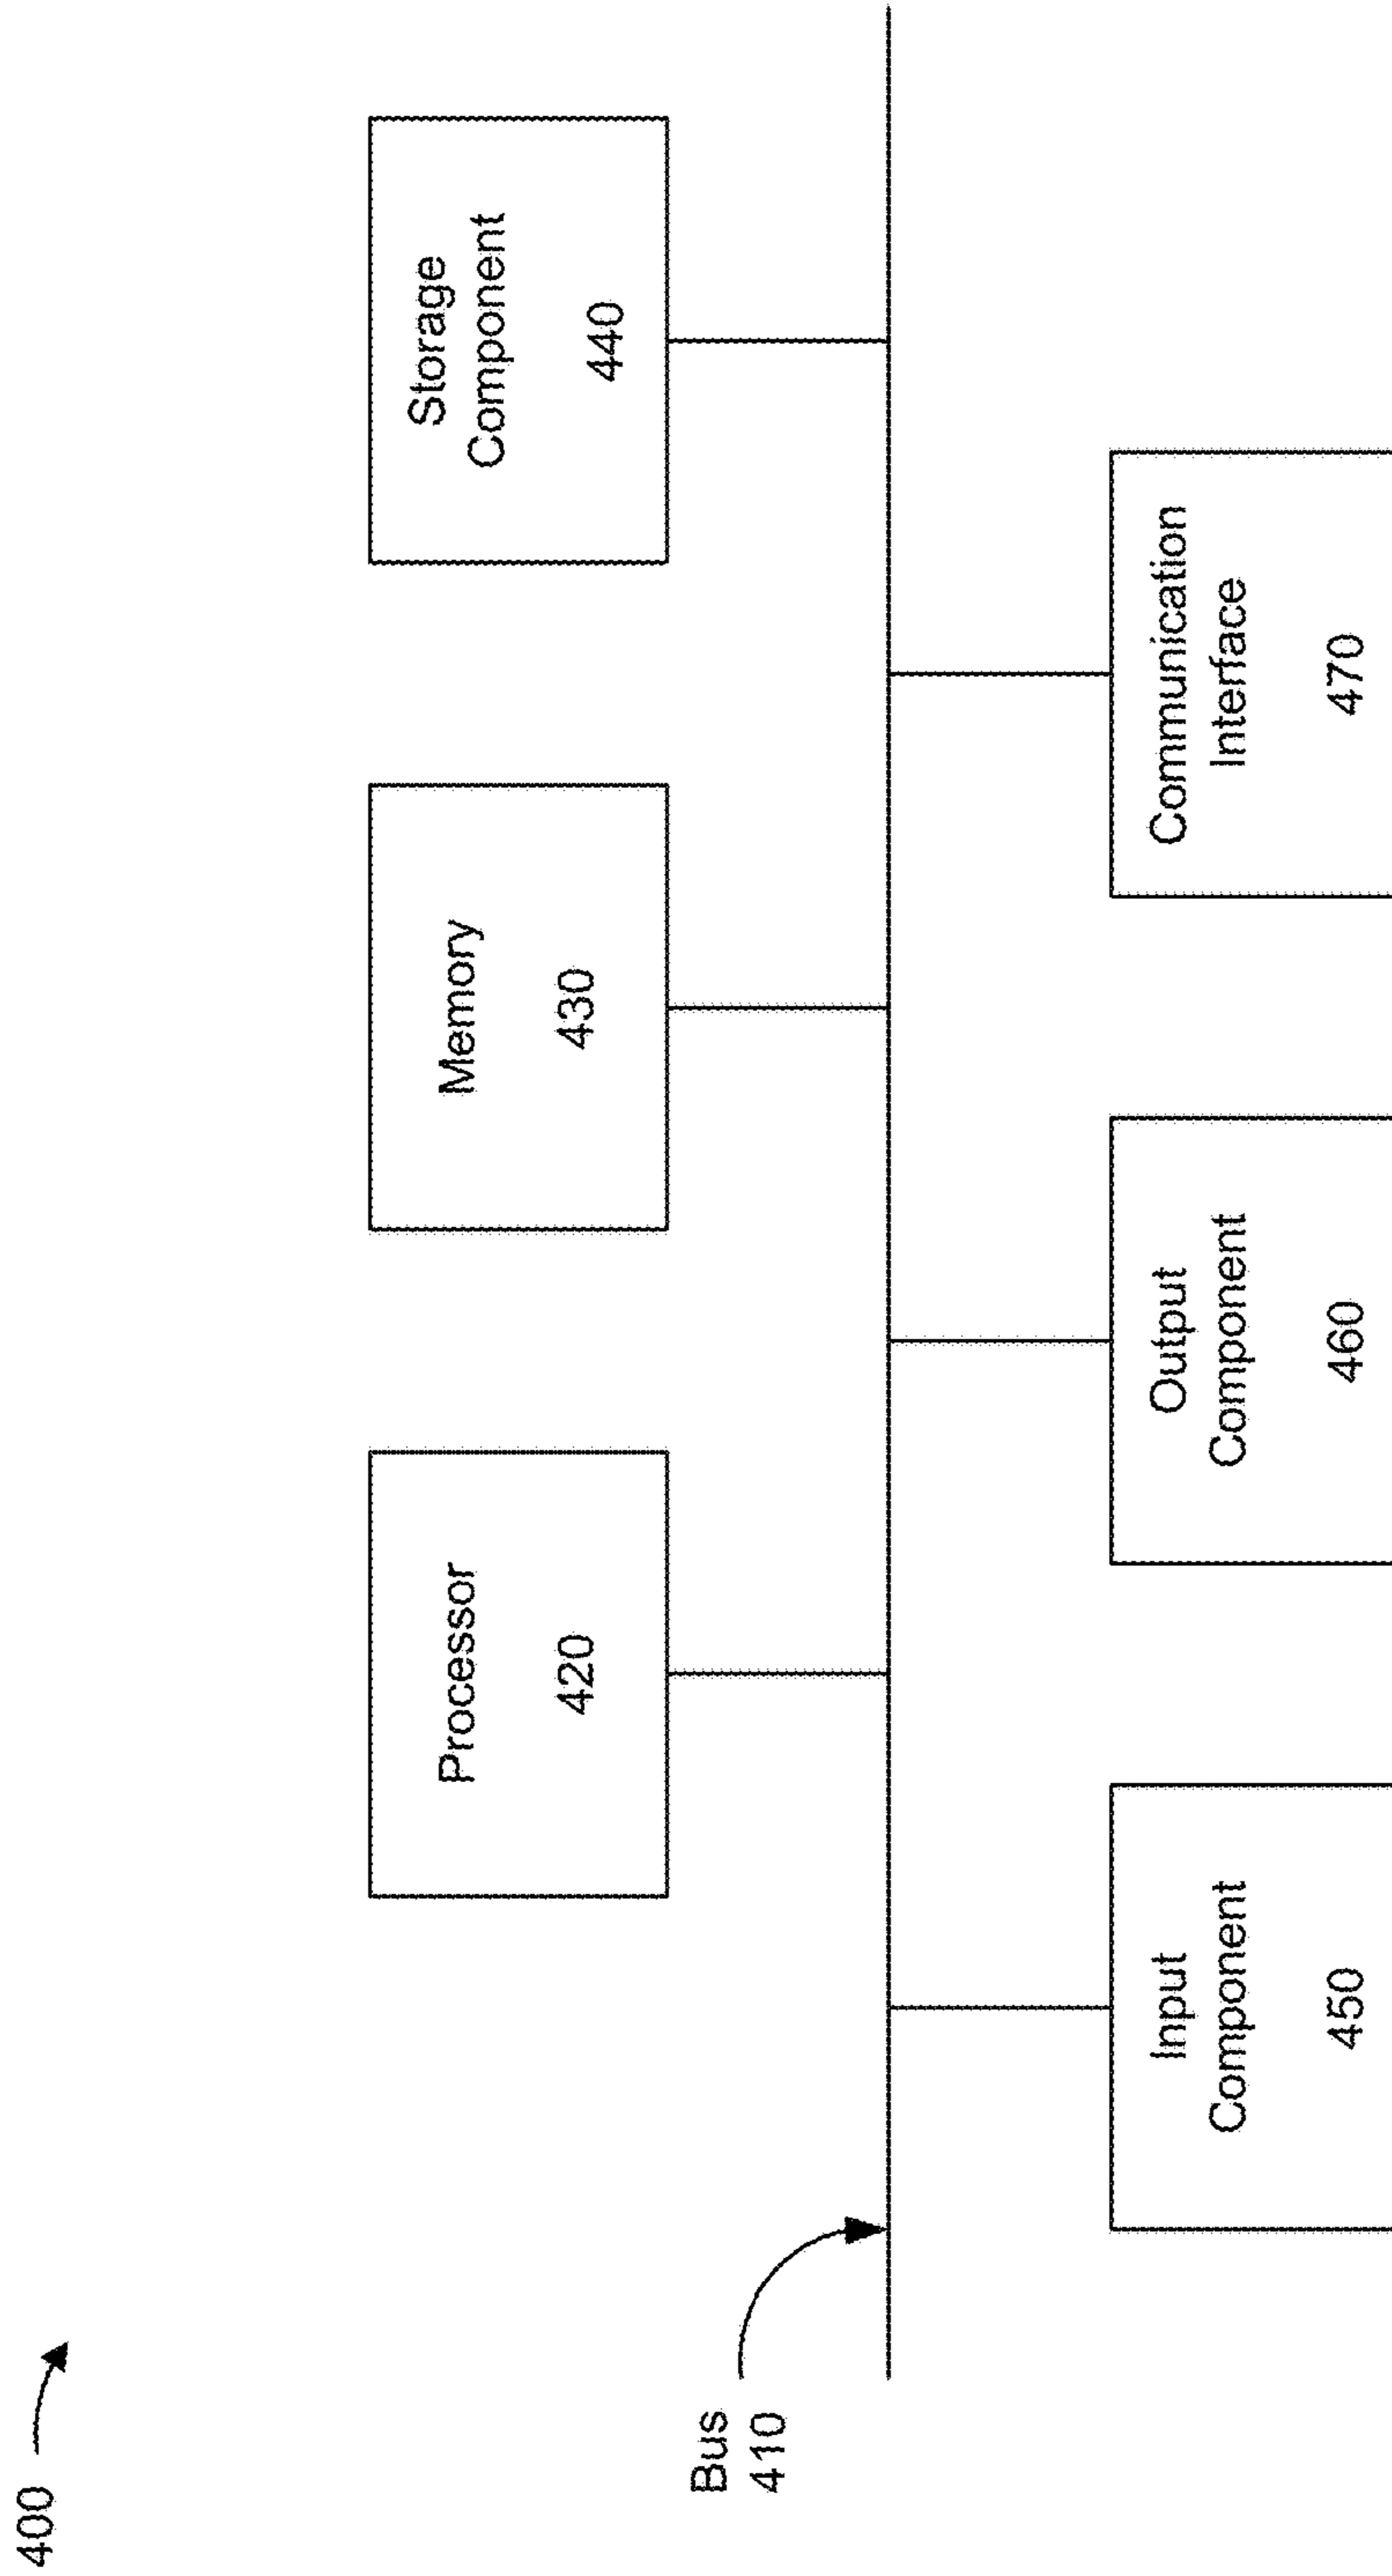 400
Processor
420
Memory
430
Storage
Component
440
Bus
410
Input
Component
450
Output
Component
460
Communication
Interface
470